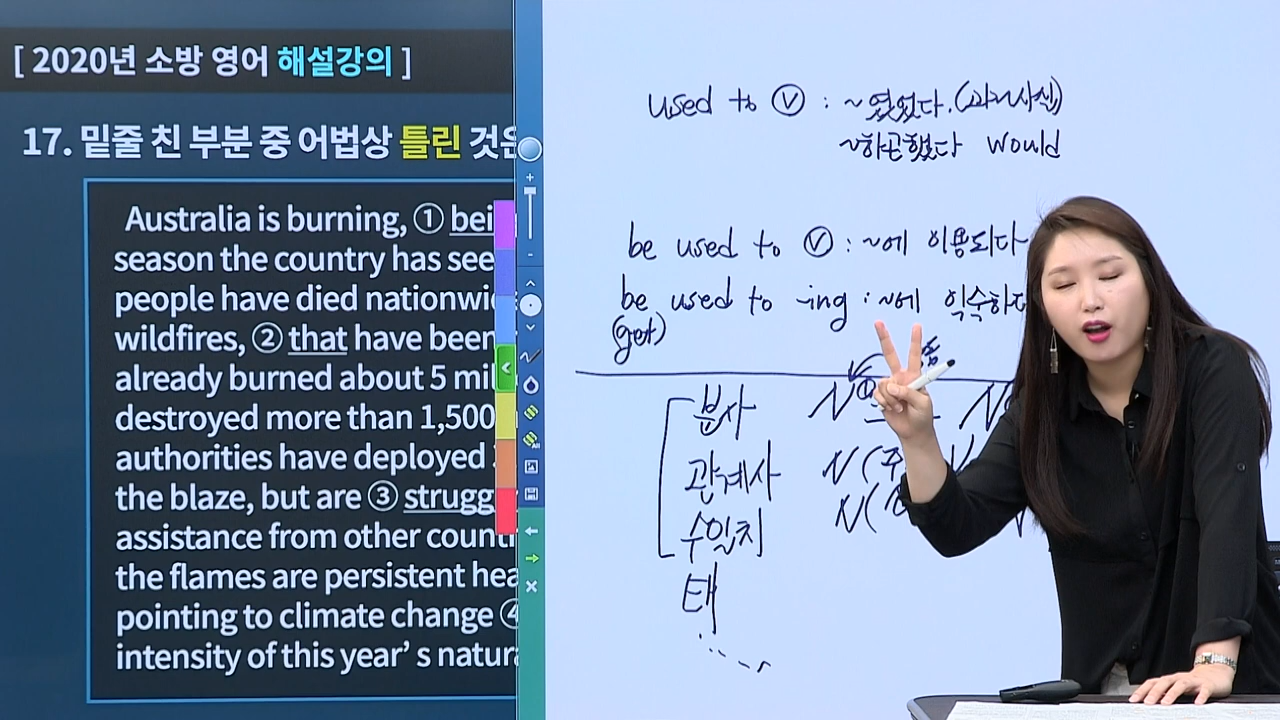 [ 2020년 소방 영어 해설강의 ]
17. 밑줄 친 부분 중 어법상 틀린 것은
Australia is burning, ① bei
season the country has see
people have died nationwi
wildfires, ② that have been
already burned about 5 mil
destroyed more than 1,500
authorities have deployed
the blaze, but are ③ strugg
assistance from other count
the flames are persistent hea
pointing to climate change ④
intensity of this year's natura
used to ⓥ : ~였었다. (과거사실)
~하곤했다 would
be used to ⓥ : ~에 이용되다
be used to -ing : ~에 익숙하다
(get)
분사 N
관계사 N (주
수일치 N (
태